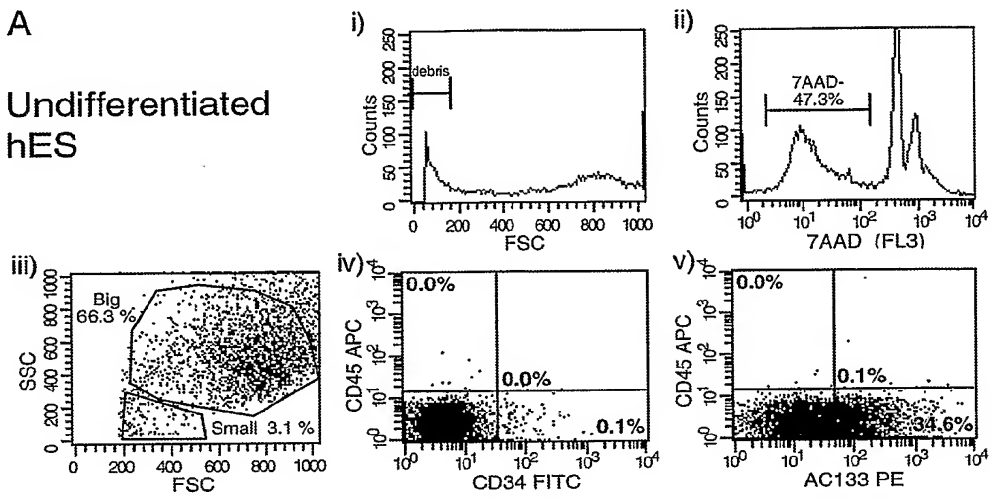 A
Undifferentiated
hES
i)
250
200
150
100
50
0
Counts
debris
0 200 400 600 800 1000
FSC
ii)
250
200
150
100
50
0
Counts
7AAD-
47.3%
10^0 10^1 10^2 10^3 10^4
7AAD (FL3)
iii)
1000
800
600
400
200
0
SSC
Big
66.3 %
Small 3.1 %
0 200 400 600 800 1000
FSC
iv)
10^4
10^3
10^2
10^1
10^0
CD45 APC
0.0%
0.0%
0.1%
10^0 10^1 10^2 10^3 10^4
CD34 FITC
v)
10^4
10^3
10^2
10^1
10^0
CD45 APC
0.0%
0.1%
34.6%
10^0 10^1 10^2 10^3 10^4
AC133 PE